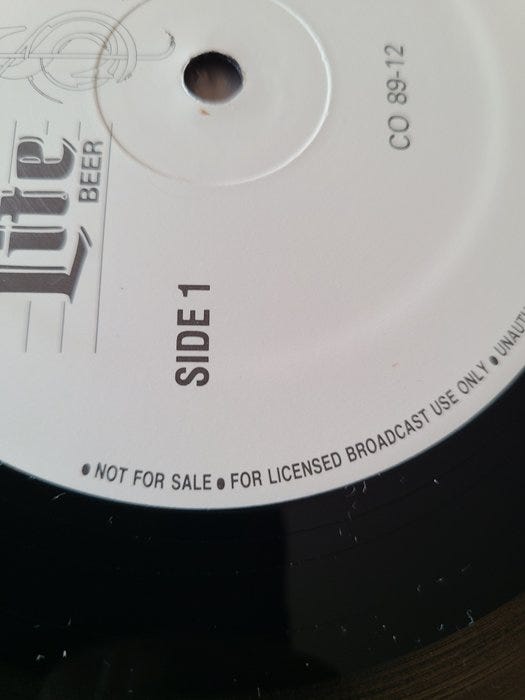 Lite
BEER
CO 89-12
SIDE 1
● NOT FOR SALE ● FOR LICENSED BROADCAST USE ONLY ●